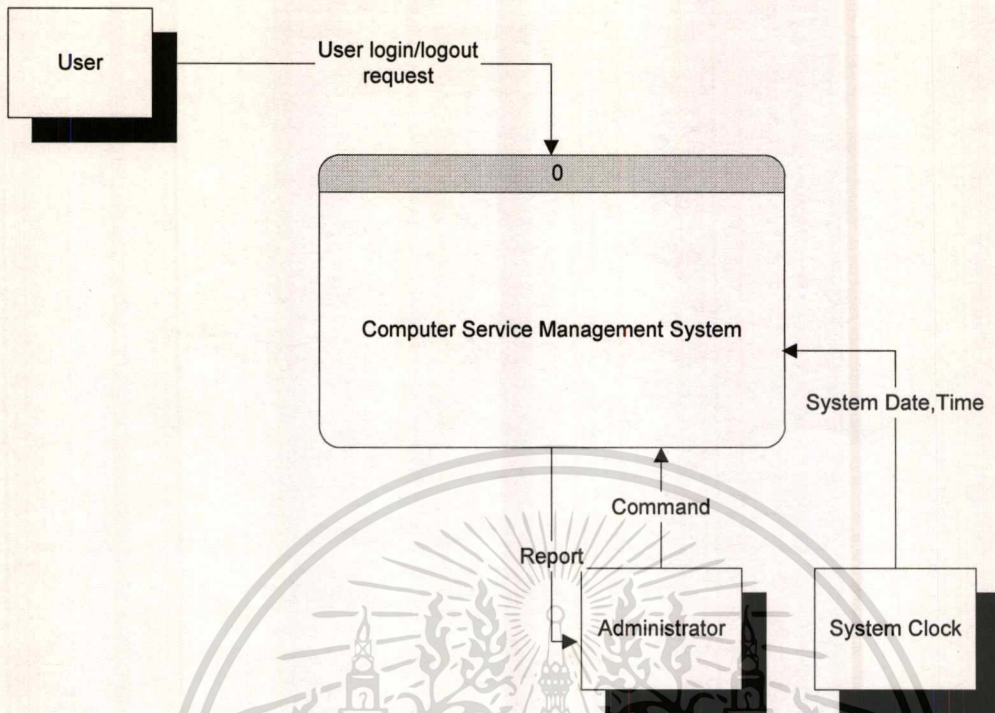 User
User login/logout
request
0
Computer Service Management System
System Date,Time
Command
Report
Administrator
System Clock